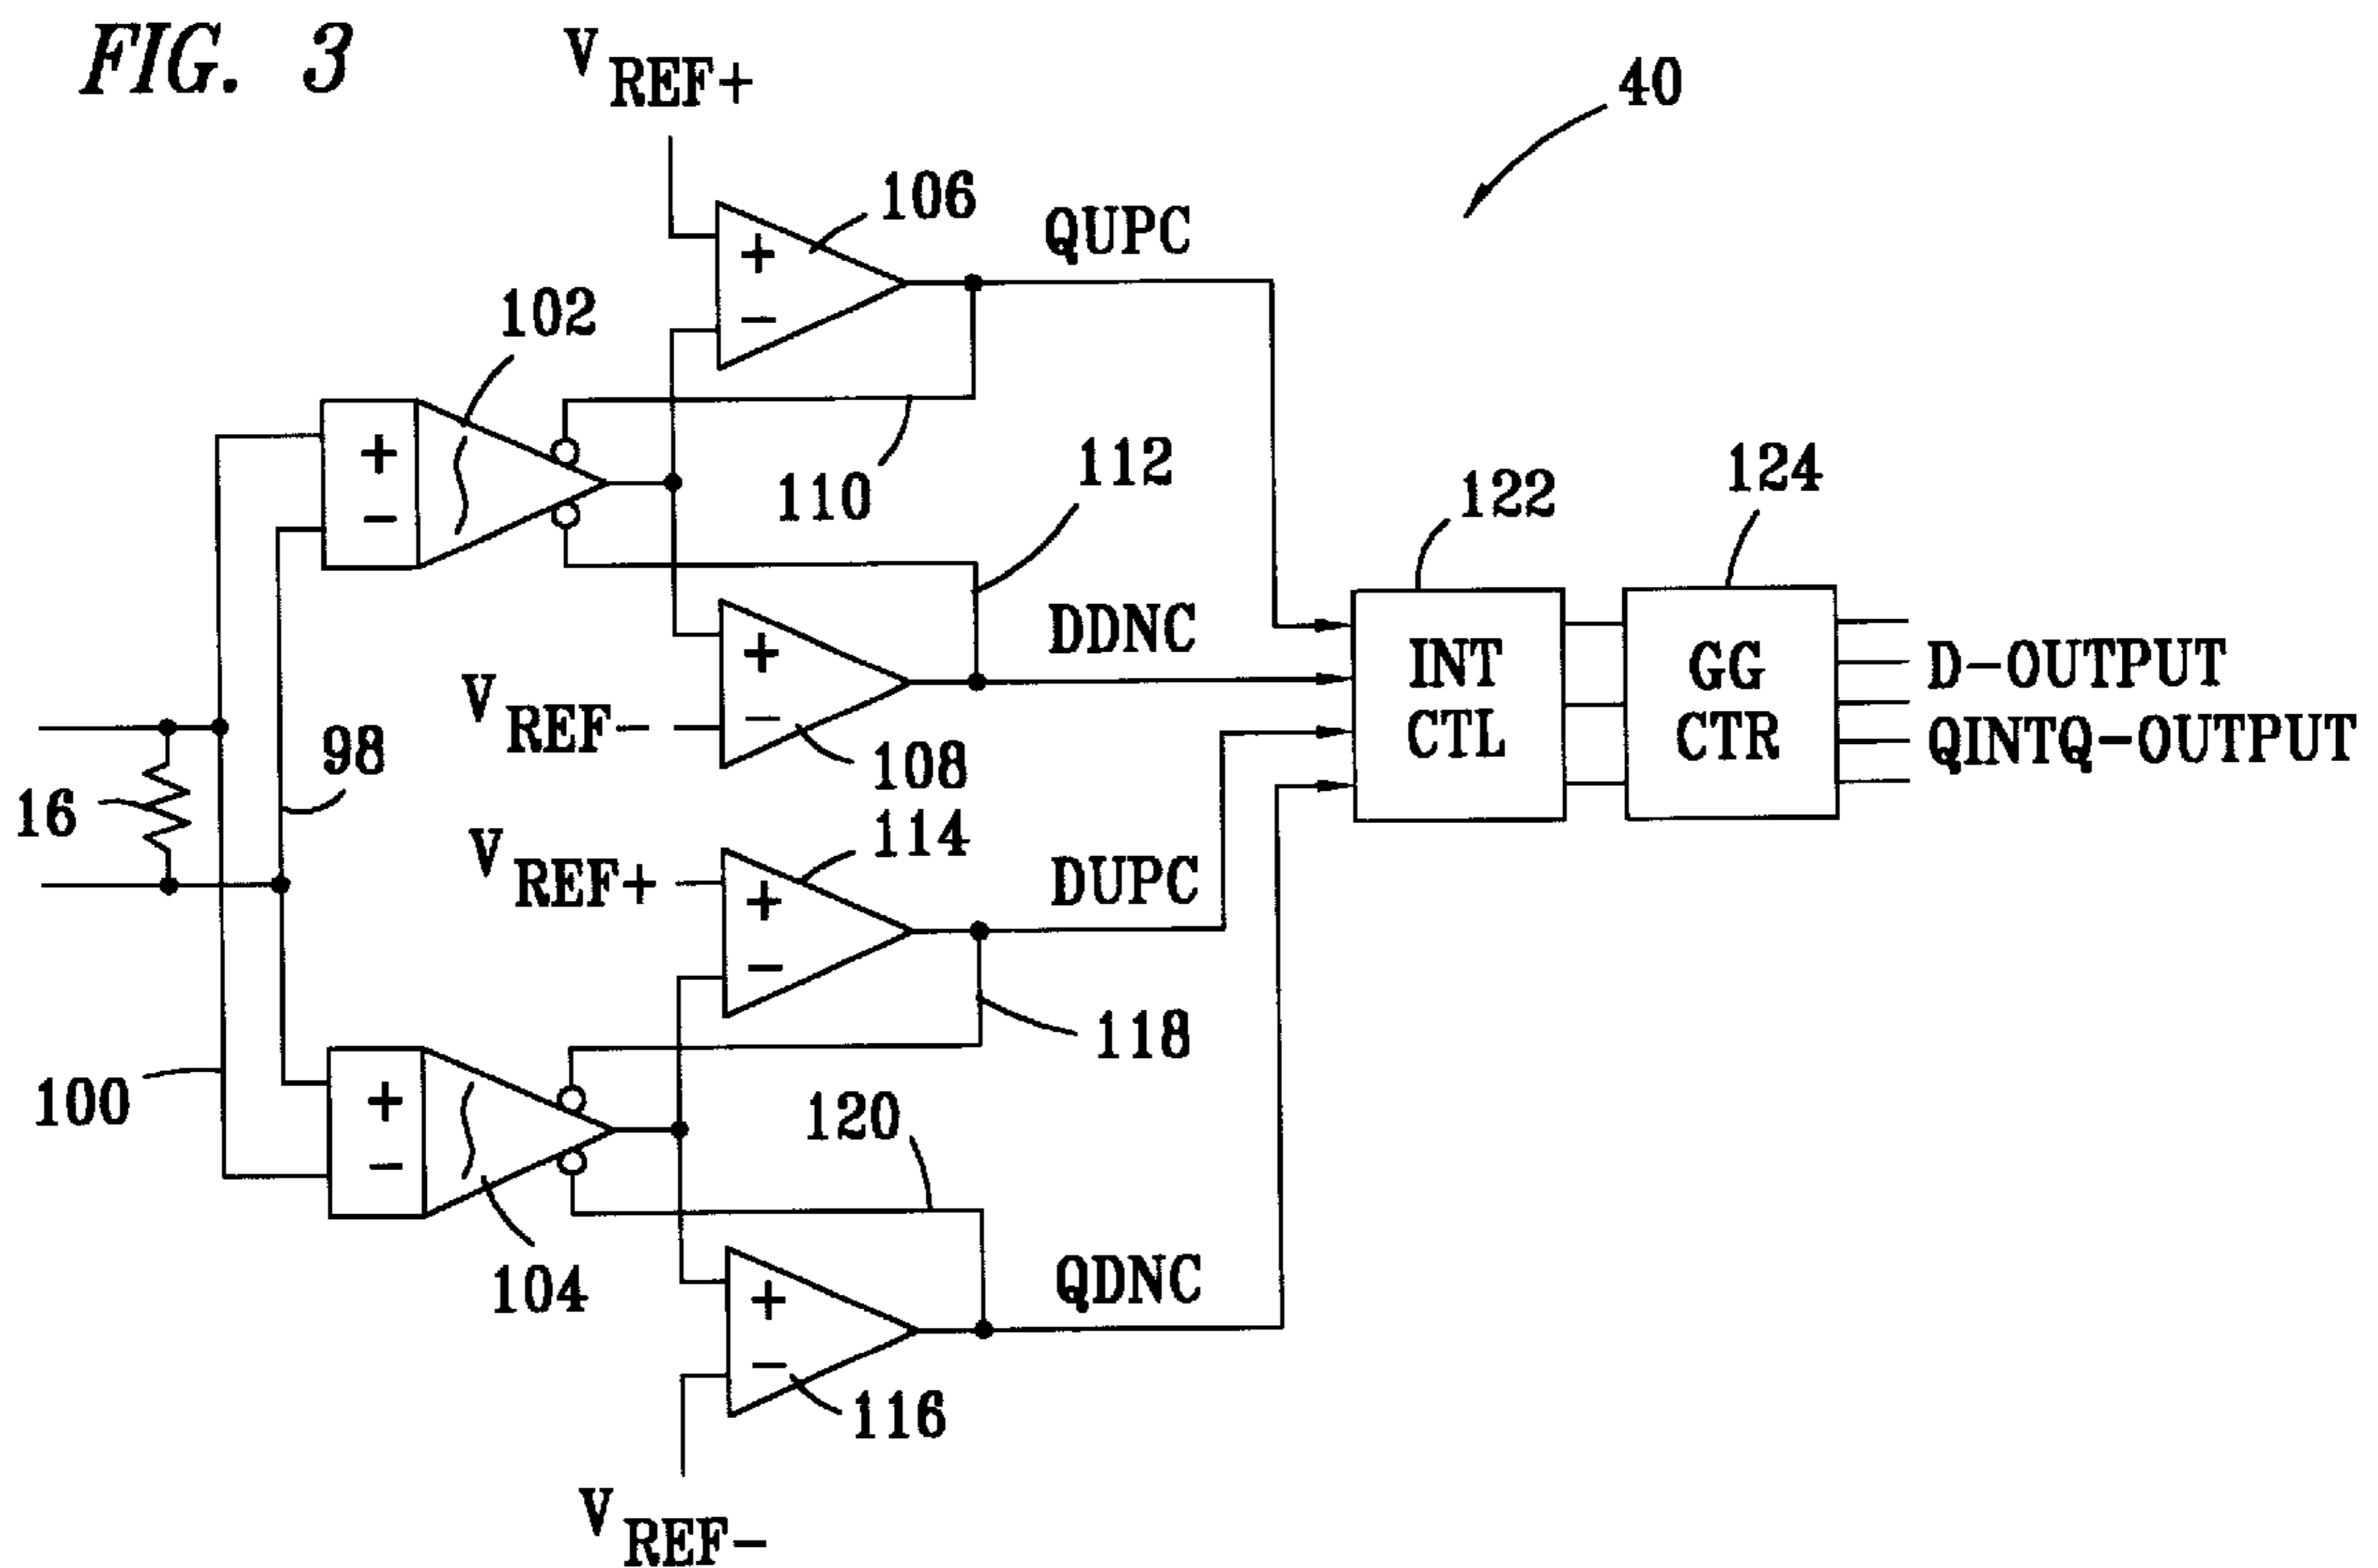 FIG. 3
VREF+
40
106
QUPC
+
−
102
110
112
+
−
122
124
DDNC
+
−
VREF−
108
INT
CTL
GG
CTR
D-OUTPUT
QINTQ-OUTPUT
98
16
114
VREF+
DUPC
+
−
118
100
+
−
120
104
QDNC
+
−
116
VREF−